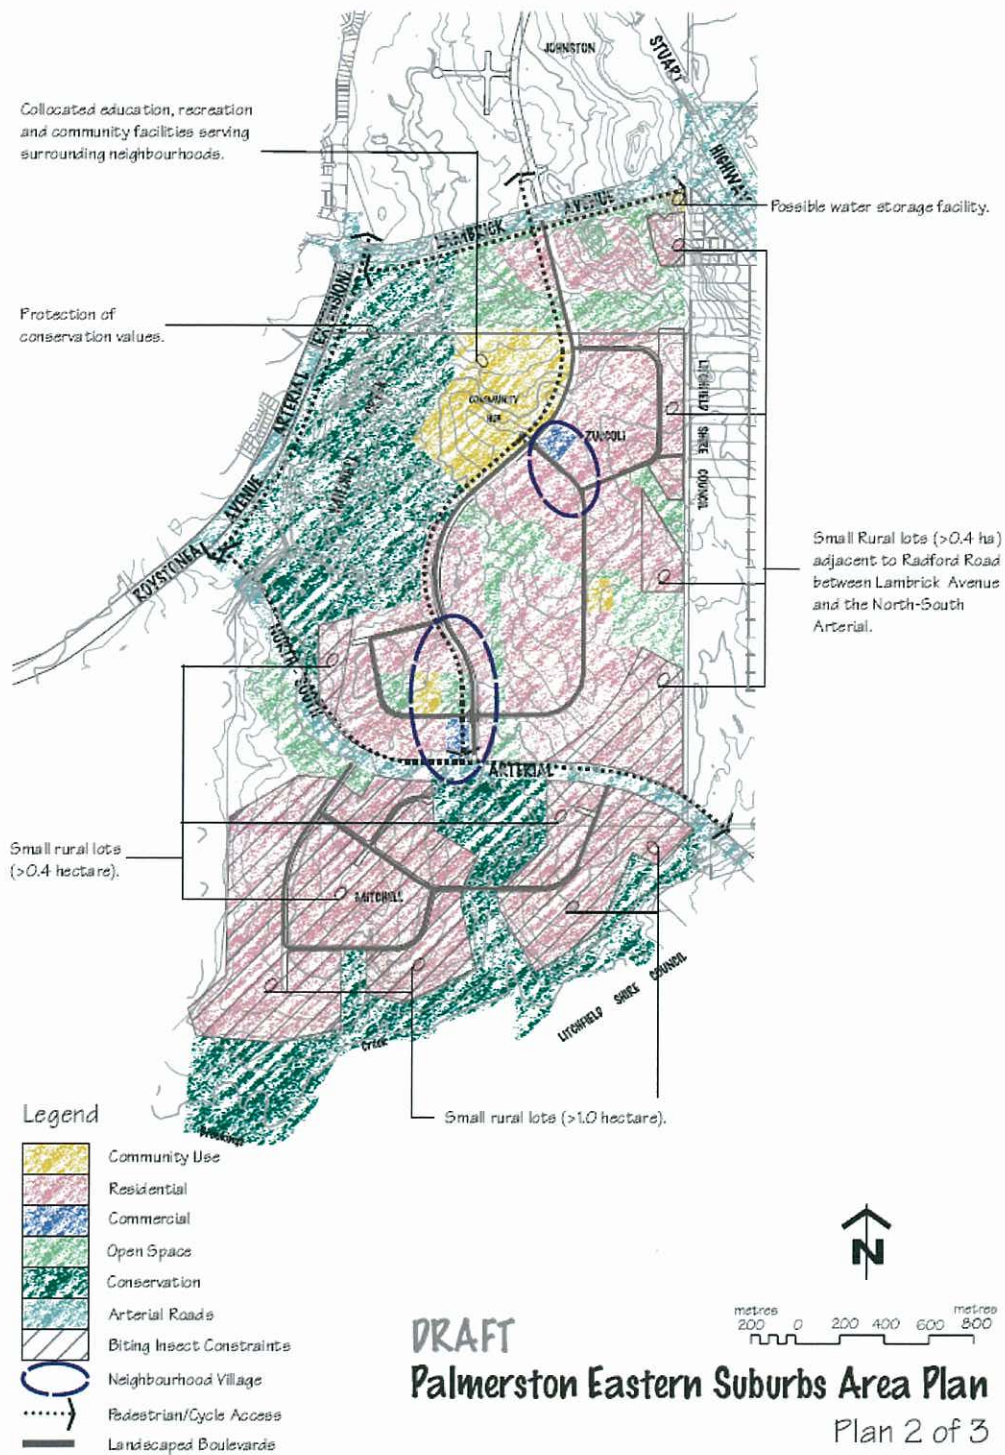 JOHNSTON
STUART
HIGHWAY
Collocated education, recreation
and community facilities serving
surrounding neighbourhoods.
Possible water storage facility.
LAMBRICK AVENUE
Protection of
conservation values.
ROYSTONEA AVENUE ARTERIAL EXTENSION
COMMUNITY
HUB
ZUCCOLI
LITCHFIELD SHIRE COUNCIL
Small Rural lots (>0.4 ha)
adjacent to Radford Road
between Lambrick Avenue
and the North-South
Arterial.
NORTH - SOUTH
ARTERIAL
Small rural lots
(>0.4 hectare).
MITCHELL
LITCHFIELD SHIRE COUNCIL
Creek
Small rural lots (>1.0 hectare).
Legend
Community Use
Residential
Commercial
Open Space
Conservation
Arterial Roads
Biting Insect Constraints
Neighbourhood Village
Pedestrian/Cycle Access
Landscaped Boulevards
N
metres metres
200 0 200 400 600 800
DRAFT
Palmerston Eastern Suburbs Area Plan
Plan 2 of 3